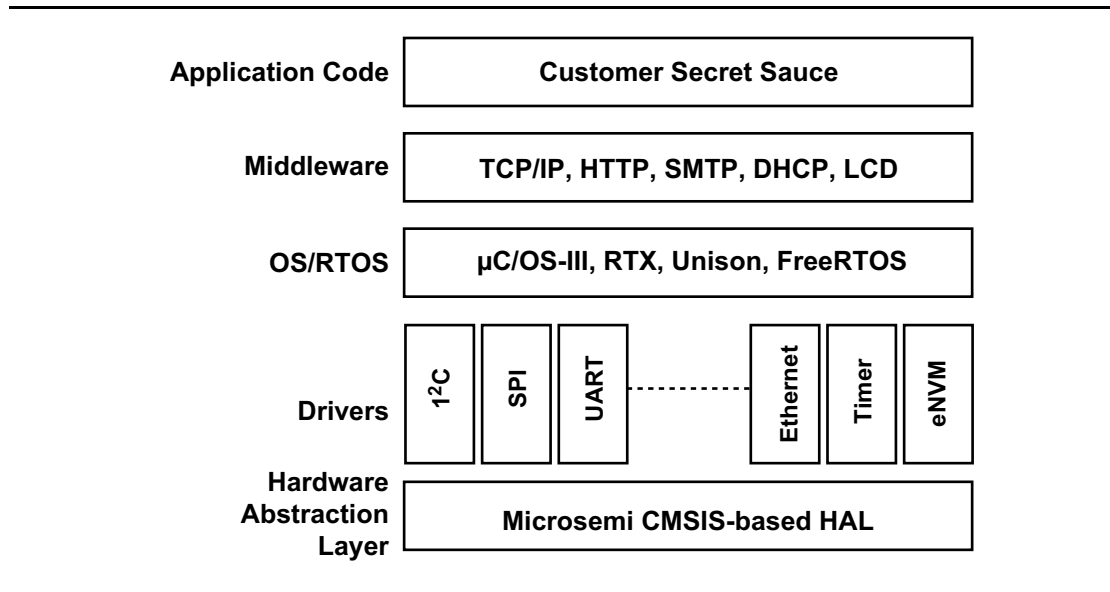 Application Code
Customer Secret Sauce
Middleware
TCP/IP, HTTP, SMTP, DHCP, LCD
OS/RTOS
µC/OS-III, RTX, Unison, FreeRTOS
Drivers
1²C
SPI
UART
Ethernet
Timer
eNVM
Hardware
Abstraction
Layer
Microsemi CMSIS-based HAL